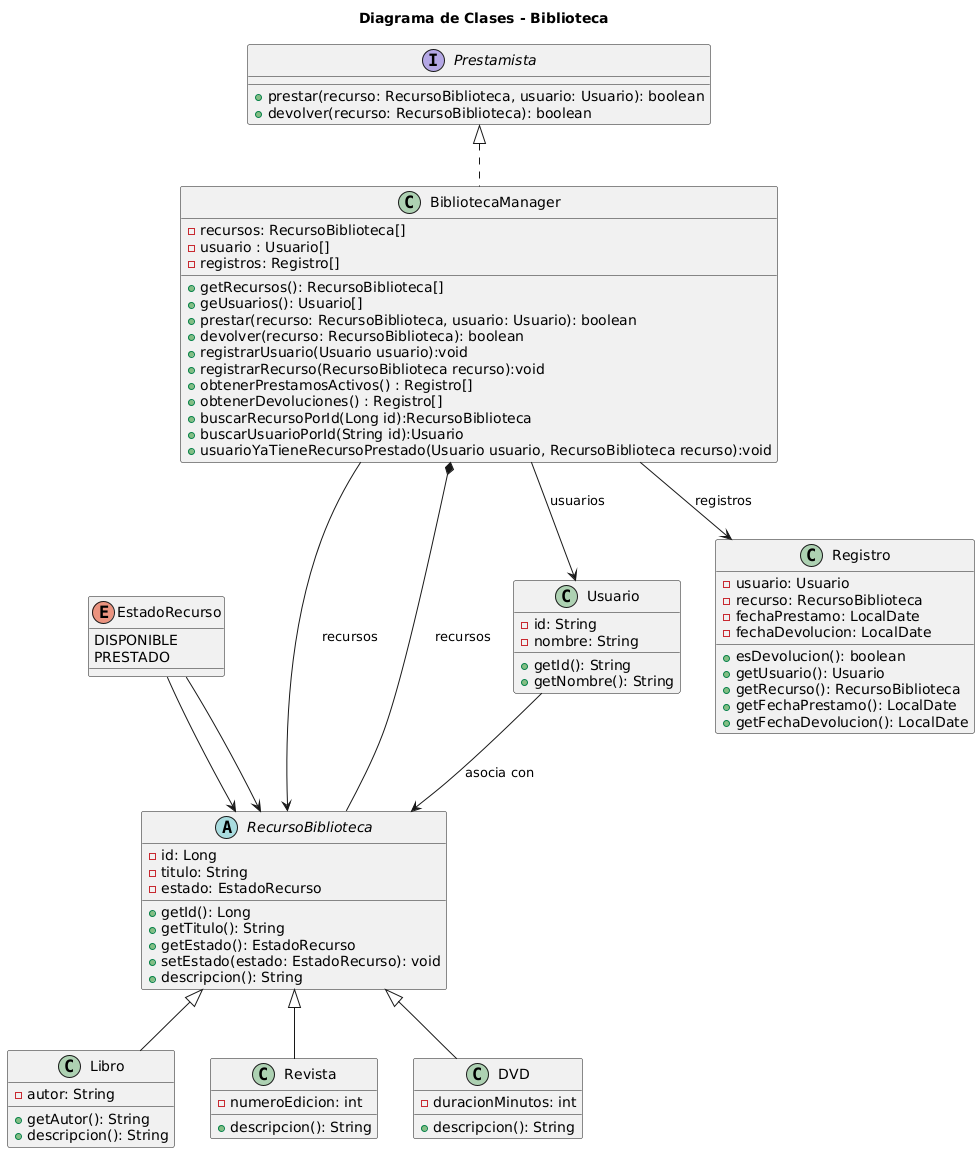 Diagrama de Clases - Biblioteca
I Prestamista
prestar(recurso: RecursoBiblioteca, usuario: Usuario): boolean
devolver(recurso: RecursoBiblioteca): boolean
C BibliotecaManager
recursos: RecursoBiblioteca[]
usuario : Usuario[]
registros: Registro[]
getRecursos(): RecursoBiblioteca[]
geUsuarios(): Usuario[]
prestar(recurso: RecursoBiblioteca, usuario: Usuario): boolean
devolver(recurso: RecursoBiblioteca): boolean
registrarUsuario(Usuario usuario):void
registrarRecurso(RecursoBiblioteca recurso):void
obtenerPrestamosActivos() : Registro[]
obtenerDevoluciones() : Registro[]
buscarRecursoPorId(Long id):RecursoBiblioteca
buscarUsuarioPorId(String id):Usuario
usuarioYaTieneRecursoPrestado(Usuario usuario, RecursoBiblioteca recurso):void
usuarios
registros
recursos
recursos
E EstadoRecurso
DISPONIBLE
PRESTADO
C Usuario
id: String
nombre: String
getId(): String
getNombre(): String
C Registro
usuario: Usuario
recurso: RecursoBiblioteca
fechaPrestamo: LocalDate
fechaDevolucion: LocalDate
esDevolucion(): boolean
getUsuario(): Usuario
getRecurso(): RecursoBiblioteca
getFechaPrestamo(): LocalDate
getFechaDevolucion(): LocalDate
asocia con
A RecursoBiblioteca
id: Long
titulo: String
estado: EstadoRecurso
getId(): Long
getTitulo(): String
getEstado(): EstadoRecurso
setEstado(estado: EstadoRecurso): void
descripcion(): String
C Libro
autor: String
getAutor(): String
descripcion(): String
C Revista
numeroEdicion: int
descripcion(): String
C DVD
duracionMinutos: int
descripcion(): String